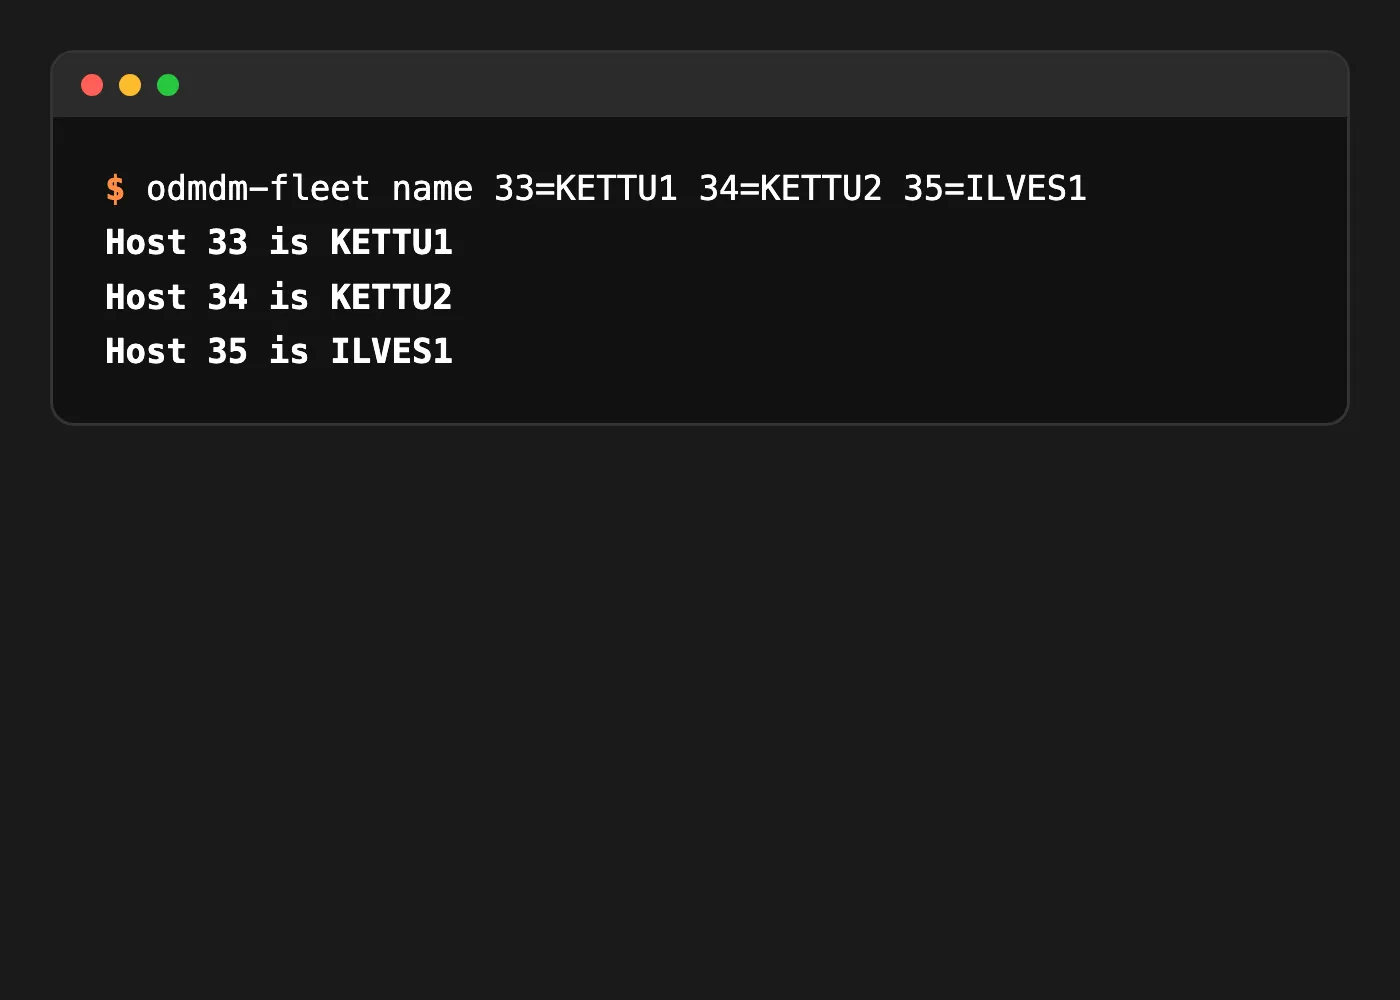 $ odmdm-fleet name 33=KETTU1 34=KETTU2 35=ILVES1
Host 33 is KETTU1
Host 34 is KETTU2
Host 35 is ILVES1